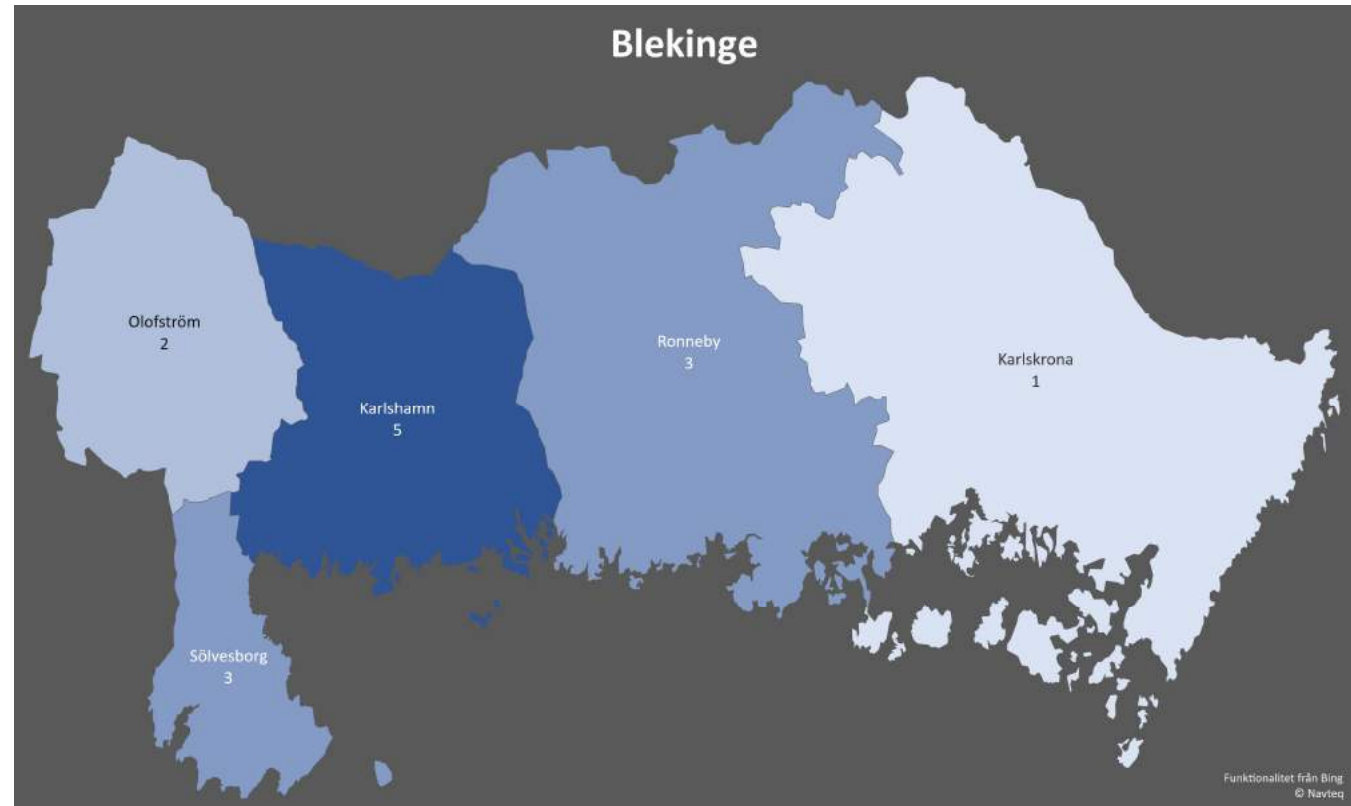 Blekinge
Olofström
2
Ronneby
3
Karlskrona
1
Karlshamn
5
Sölvesborg
3
Funktionalitet från Bing
© Navteq